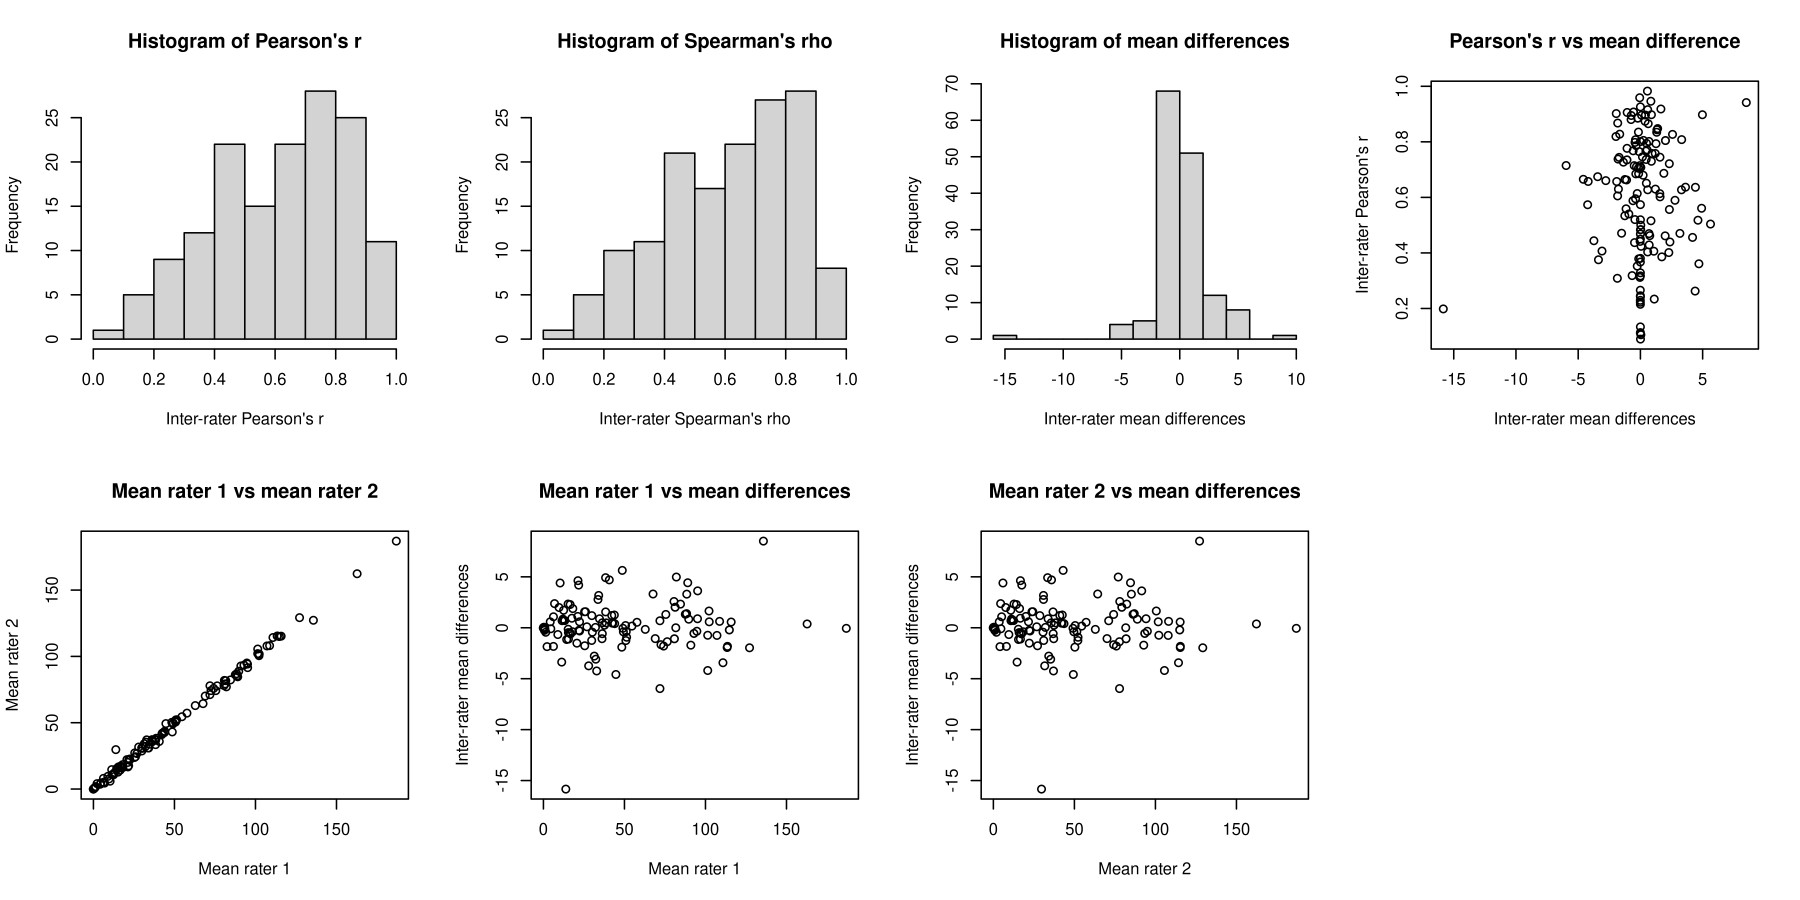 Histogram of Pearson's r
Frequency
0 5 10 15 20 25
0.0 0.2 0.4 0.6 0.8 1.0
Inter-rater Pearson's r
Histogram of Spearman's rho
Frequency
0 5 10 15 20 25
0.0 0.2 0.4 0.6 0.8 1.0
Inter-rater Spearman's rho
Histogram of mean differences
Frequency
0 10 20 30 40 50 60 70
-15 -10 -5 0 5 10
Inter-rater mean differences
Pearson's r vs mean difference
Inter-rater Pearson's r
0.2 0.4 0.6 0.8 1.0
-15 -10 -5 0 5
Inter-rater mean differences
Mean rater 1 vs mean rater 2
Mean rater 2
0 50 100 150
0 50 100 150
Mean rater 1
Mean rater 1 vs mean differences
Inter-rater mean differences
-15 -10 -5 0 5
0 50 100 150
Mean rater 1
Mean rater 2 vs mean differences
Inter-rater mean differences
-15 -10 -5 0 5
0 50 100 150
Mean rater 2